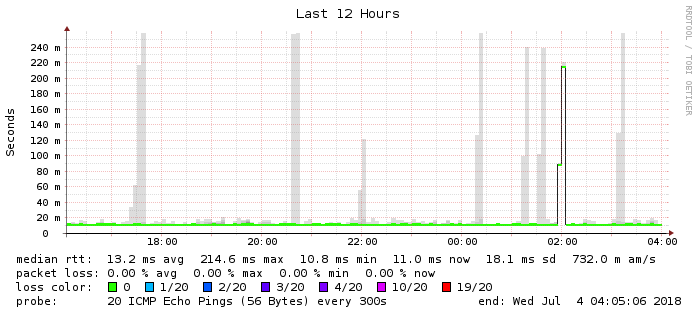 Last 12 Hours
RRDTOOL / TOBI OETIKER
Seconds
240 m
220 m
200 m
180 m
160 m
140 m
120 m
100 m
80 m
60 m
40 m
20 m
0
18:00 20:00 22:00 00:00 02:00 04:00
median rtt: 13.2 ms avg 214.6 ms max 10.8 ms min 11.0 ms now 18.1 ms sd 732.0 m am/s
packet loss: 0.00 % avg 0.00 % max 0.00 % min 0.00 % now
loss color: 0 1/20 2/20 3/20 4/20 10/20 19/20
probe: 20 ICMP Echo Pings (56 Bytes) every 300s end: Wed Jul 4 04:05:06 2018